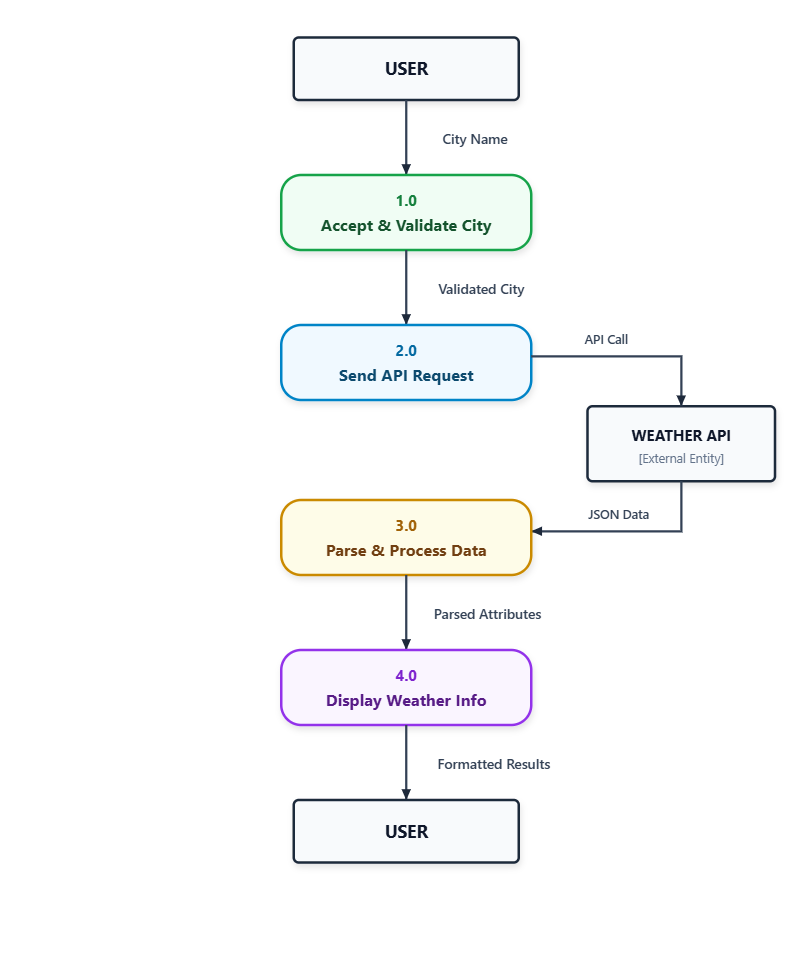 USER
City Name
1.0
Accept & Validate City
Validated City
2.0
Send API Request
API Call
WEATHER API
[External Entity]
JSON Data
3.0
Parse & Process Data
Parsed Attributes
4.0
Display Weather Info
Formatted Results
USER